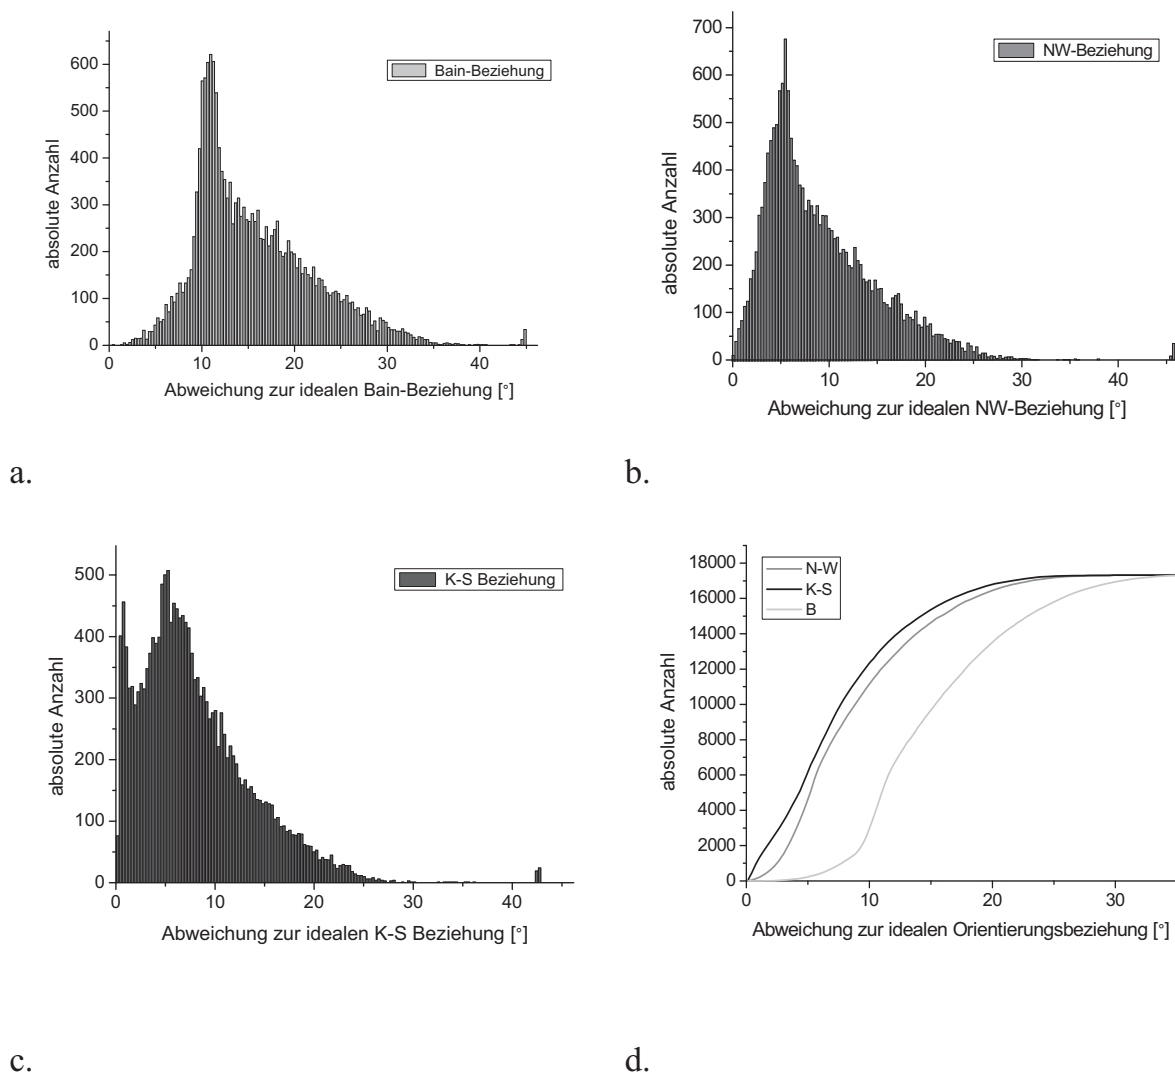 Bain-Beziehung
absolute Anzahl
600
500
400
300
200
100
0
0 10 20 30 40
Abweichung zur idealen Bain-Beziehung [°]
a.
NW-Beziehung
absolute Anzahl
700
600
500
400
300
200
100
0
0 10 20 30 40
Abweichung zur idealen NW-Beziehung [°]
b.
K-S Beziehung
absolute Anzahl
500
400
300
200
100
0
0 10 20 30 40
Abweichung zur idealen K-S Beziehung [°]
c.
N-W
K-S
B
absolute Anzahl
18000
16000
14000
12000
10000
8000
6000
4000
2000
0
0 10 20 30
Abweichung zur idealen Orientierungsbeziehung [°]
d.